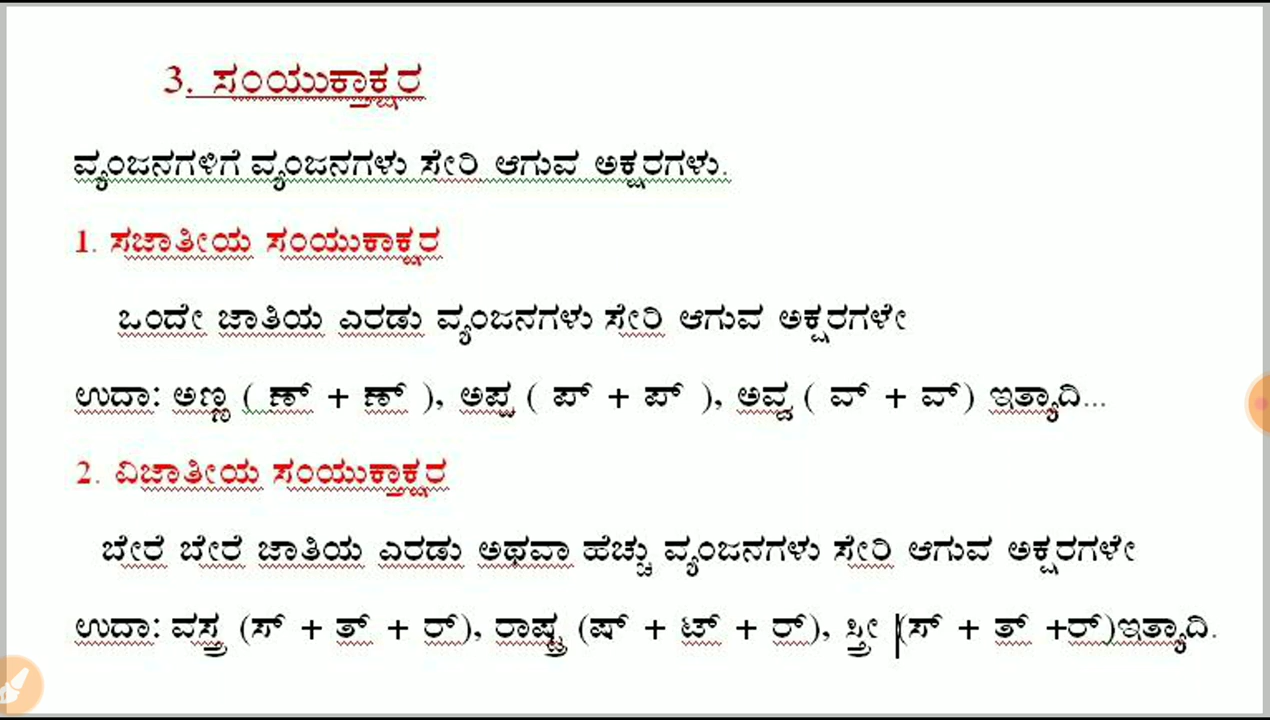 3. ಸಂಯುಕ್ತಾಕ್ಷರ
ವ್ಯಂಜನಗಳಿಗೆ ವ್ಯಂಜನಗಳು ಸೇರಿ ಆಗುವ ಅಕ್ಷರಗಳು.
1. ಸಜಾತೀಯ ಸಂಯುಕಾಕ್ಷರ
ಒಂದೇ ಜಾತಿಯ ಎರಡು ವ್ಯಂಜನಗಳು ಸೇರಿ ಆಗುವ ಅಕ್ಷರಗಳೇ
ಉದಾ: ಅಣ್ಣ ( ಣ್ + ಣ್ ), ಅಪ್ಪ ( ಪ್ + ಪ್ ), ಅವ್ವ ( ವ್ + ವ್) ಇತ್ಯಾದಿ...
2. ವಿಜಾತೀಯ ಸಂಯುಕ್ತಾಕ್ಷರ
ಬೇರೆ ಬೇರೆ ಜಾತಿಯ ಎರಡು ಅಥವಾ ಹೆಚ್ಚು ವ್ಯಂಜನಗಳು ಸೇರಿ ಆಗುವ ಅಕ್ಷರಗಳೇ
ಉದಾ: ವಸ್ತ್ರ (ಸ್ + ತ್ + ರ್), ರಾಷ್ಟ್ರ (ಷ್ + ಟ್ + ರ್), ಸ್ತ್ರೀ (ಸ್ + ತ್ +ರ್)ಇತ್ಯಾದಿ.